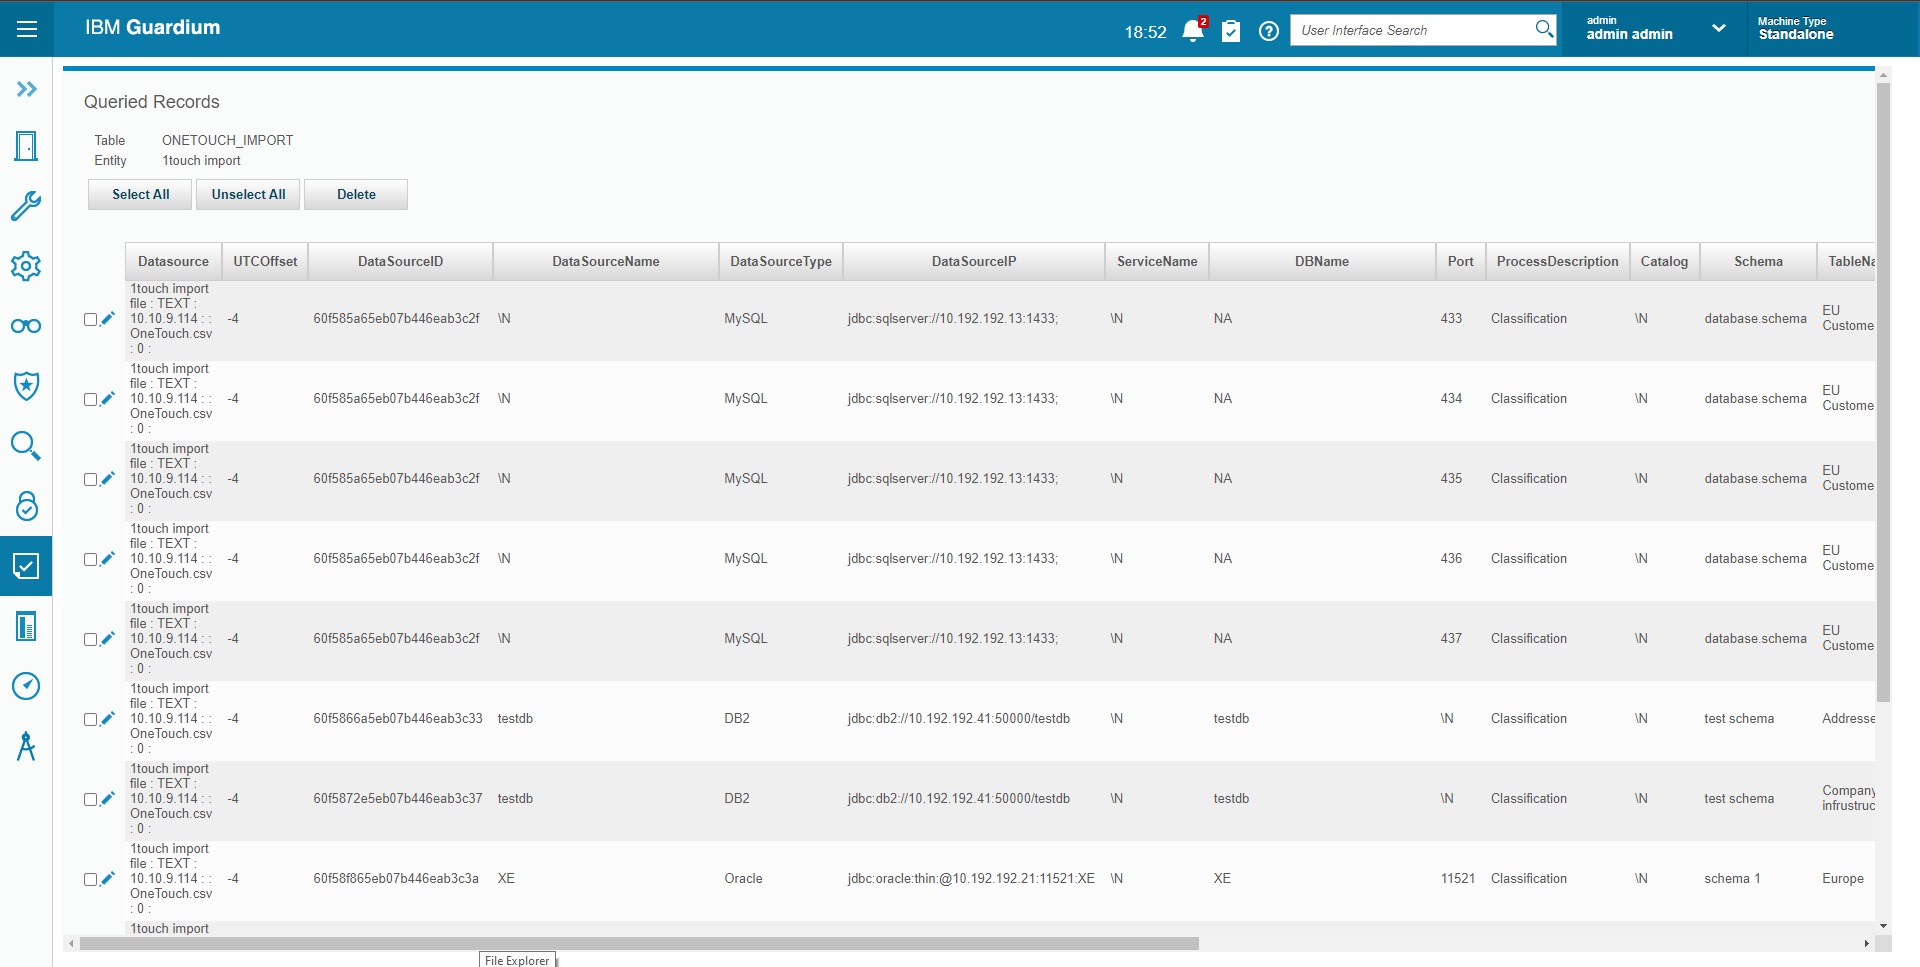 IBM Guardium
18:52
2
User Interface Search
admin
admin admin
Machine Type
Standalone
Queried Records
Table ONETOUCH_IMPORT
Entity 1touch import
Select All Unselect All Delete
Datasource UTCOffset DataSourceID DataSourceName DataSourceType DataSourceIP ServiceName DBName Port ProcessDescription Catalog Schema TableNa
1touch import
file : TEXT :
10.10.9.114 : :
OneTouch.csv
: 0 :
-4 60f585a65eb07b446eab3c2f \N MySQL jdbc:sqlserver://10.192.192.13:1433; \N NA 433 Classification \N database.schema
EU
Custome
1touch import
file : TEXT :
10.10.9.114 : :
OneTouch.csv
: 0 :
-4 60f585a65eb07b446eab3c2f \N MySQL jdbc:sqlserver://10.192.192.13:1433; \N NA 434 Classification \N database.schema
EU
Custome
1touch import
file : TEXT :
10.10.9.114 : :
OneTouch.csv
: 0 :
-4 60f585a65eb07b446eab3c2f \N MySQL jdbc:sqlserver://10.192.192.13:1433; \N NA 435 Classification \N database.schema
EU
Custome
1touch import
file : TEXT :
10.10.9.114 : :
OneTouch.csv
: 0 :
-4 60f585a65eb07b446eab3c2f \N MySQL jdbc:sqlserver://10.192.192.13:1433; \N NA 436 Classification \N database.schema
EU
Custome
1touch import
file : TEXT :
10.10.9.114 : :
OneTouch.csv
: 0 :
-4 60f585a65eb07b446eab3c2f \N MySQL jdbc:sqlserver://10.192.192.13:1433; \N NA 437 Classification \N database.schema
EU
Custome
1touch import
file : TEXT :
10.10.9.114 : :
OneTouch.csv
: 0 :
-4 60f5866a5eb07b446eab3c33 testdb DB2 jdbc:db2://10.192.192.41:50000/testdb \N testdb \N Classification \N test schema Addresse
1touch import
file : TEXT :
10.10.9.114 : :
OneTouch.csv
: 0 :
-4 60f5872e5eb07b446eab3c37 testdb DB2 jdbc:db2://10.192.192.41:50000/testdb \N testdb \N Classification \N test schema
Company
infrustruc
1touch import
file : TEXT :
10.10.9.114 : :
OneTouch.csv
: 0 :
-4 60f58f865eb07b446eab3c3a XE Oracle jdbc:oracle:thin:@10.192.192.21:11521:XE \N XE 11521 Classification \N schema 1 Europe
1touch import
File Explorer